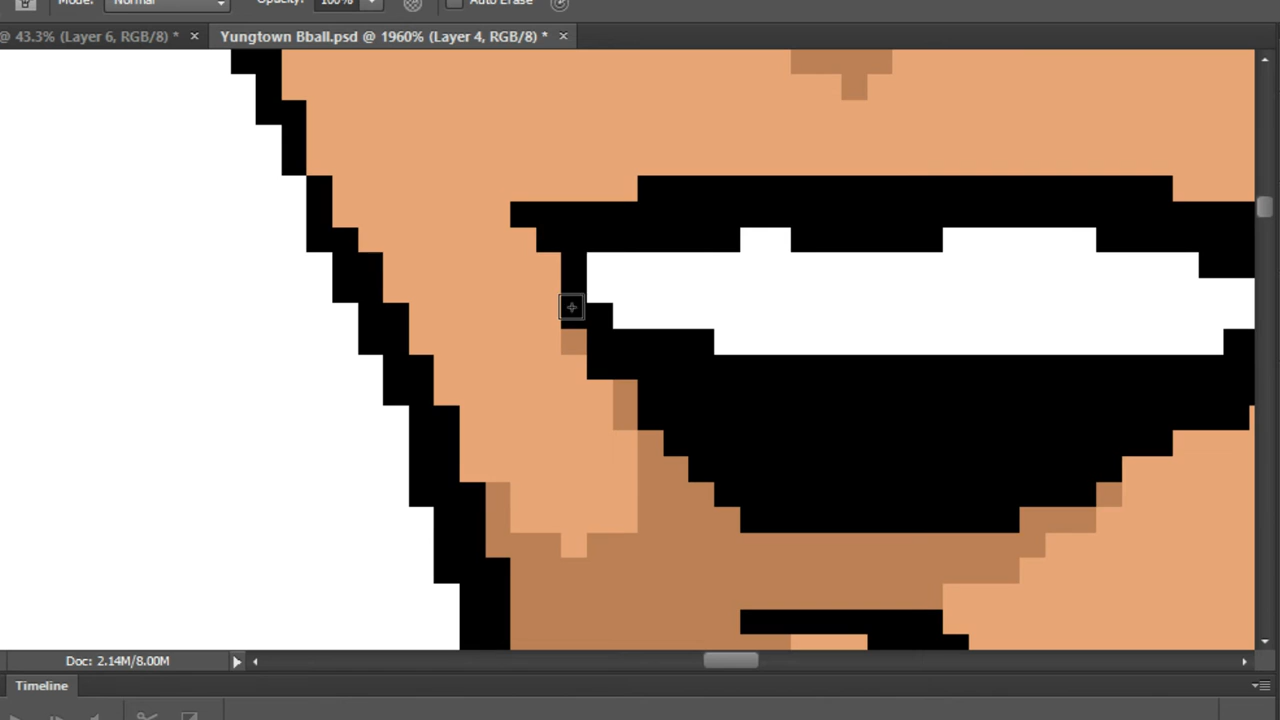 Mode: Normal Opacity: 100% Auto Erase
@ 43.3% (Layer 6, RGB/8) * × Yungtown Bball.psd @ 1960% (Layer 4, RGB/8) * ×
Doc: 2.14M/8.00M
Timeline